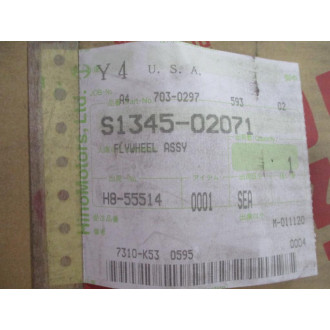 Y4 U. S. A.
A4 703-0297 593 02
S1345-02071
FLYWHEEL ASSY
1
H8-55514 0001 SEA
M-011120
0004
7310-K53 0595
HinoMotors, Ltd.